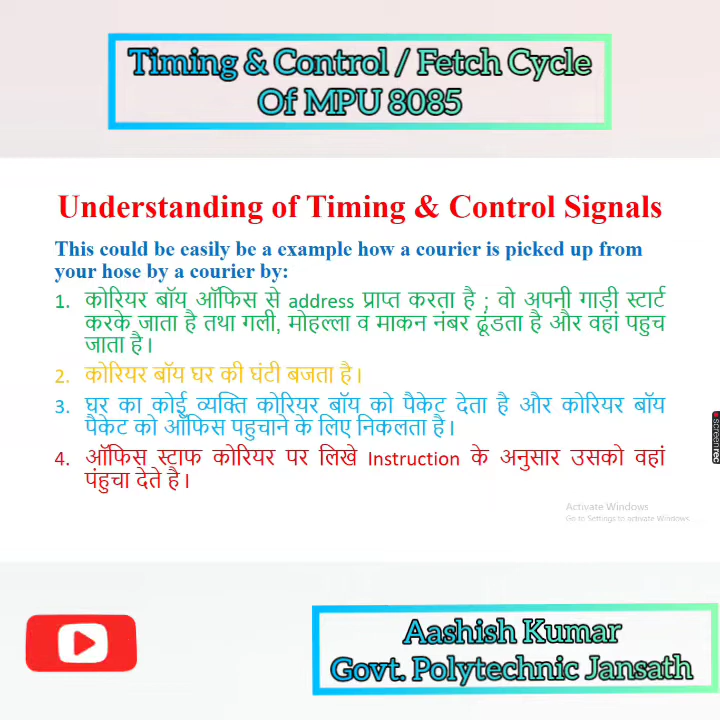 Timing & Control / Fetch Cycle
Of MPU 8085
Understanding of Timing & Control Signals
This could be easily be a example how a courier is picked up from
your hose by a courier by:
1. कोरियर बॉय ऑफिस से address प्राप्त करता है ; वो अपनी गाड़ी स्टार्ट
करके जाता है तथा गली, मोहल्ला व माकन नंबर ढूंडता है और वहां पहुच
जाता है।
2. कोरियर बॉय घर की घंटी बजता है।
3. घर का कोई व्यक्ति कोरियर बॉय को पैकेट देता है और कोरियर बॉय
पैकेट को ऑफिस पहुचाने के लिए निकलता है।
4. ऑफिस स्टाफ कोरियर पर लिखे Instruction के अनुसार उसको वहां
पंहुचा देते है।
screenrec
Activate Windows
Go to Settings to activate Windows.
Aashish Kumar
Govt. Polytechnic Jansath